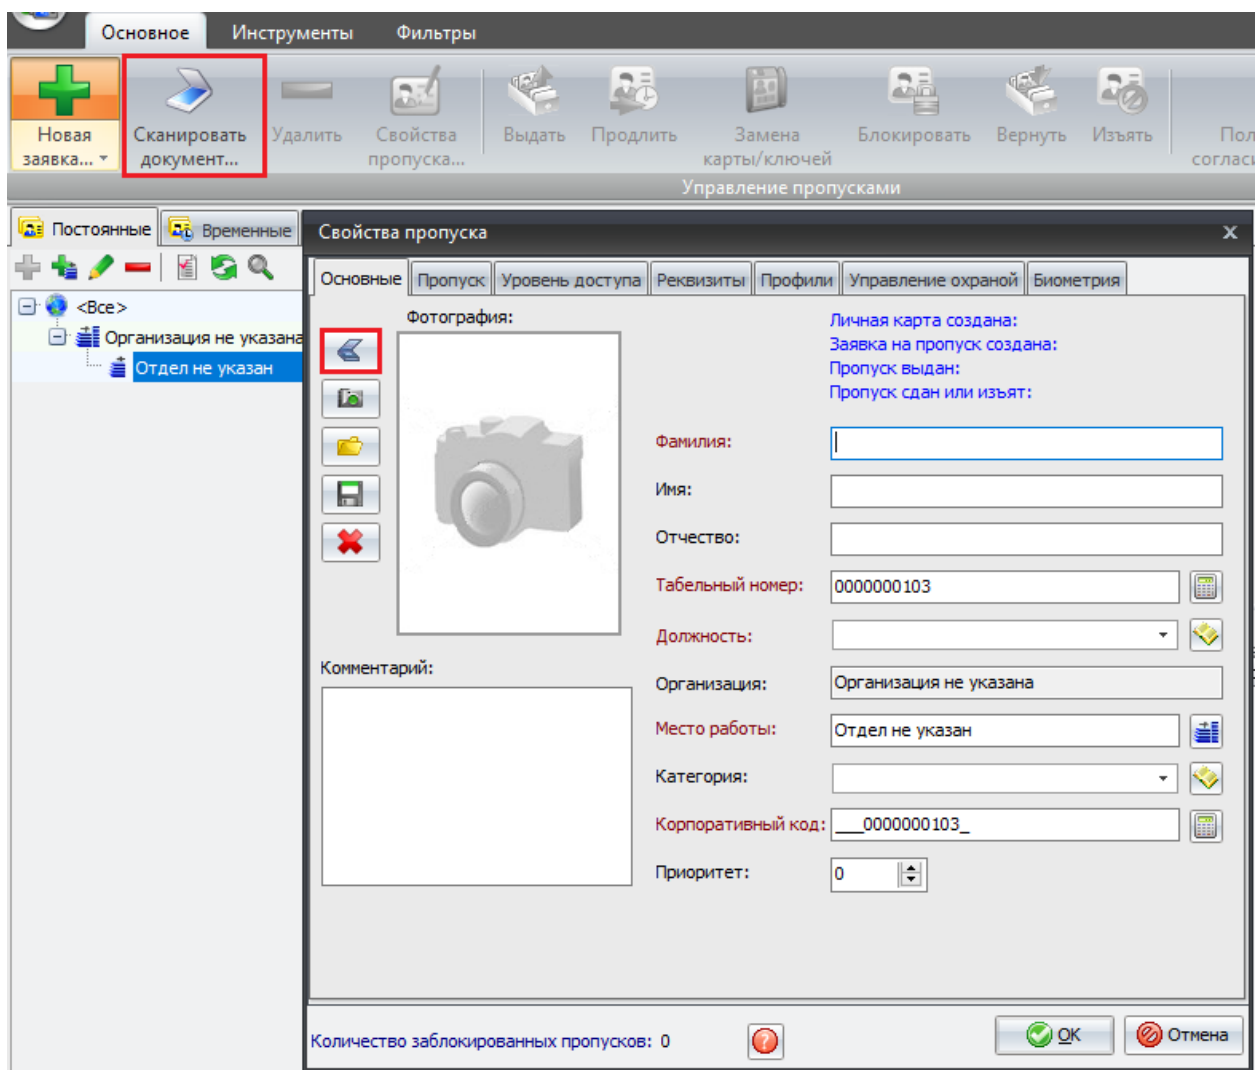 Основное Инструменты Фильтры
Новая заявка...
Сканировать документ...
Удалить
Свойства пропуска...
Выдать
Продлить
Замена карты/ключей
Блокировать
Вернуть
Изъять
Управление пропусками
Постоянные Временные
<Все>
Организация не указана
Отдел не указан
Свойства пропуска
Основные Пропуск Уровень доступа Реквизиты Профили Управление охраной Биометрия
Фотография:
Личная карта создана:
Заявка на пропуск создана:
Пропуск выдан:
Пропуск сдан или изъят:
Фамилия:
Имя:
Отчество:
Табельный номер: 0000000103
Должность:
Комментарий:
Организация: Организация не указана
Место работы: Отдел не указан
Категория:
Корпоративный код: ___0000000103_
Приоритет: 0
Количество заблокированных пропусков: 0
OK Отмена